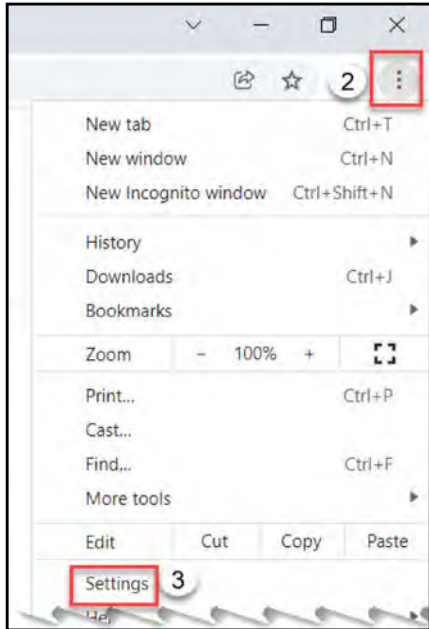 2
New tab Ctrl+T
New window Ctrl+N
New Incognito window Ctrl+Shift+N
History
Downloads Ctrl+J
Bookmarks
Zoom - 100% +
Print... Ctrl+P
Cast...
Find... Ctrl+F
More tools
Edit Cut Copy Paste
Settings 3